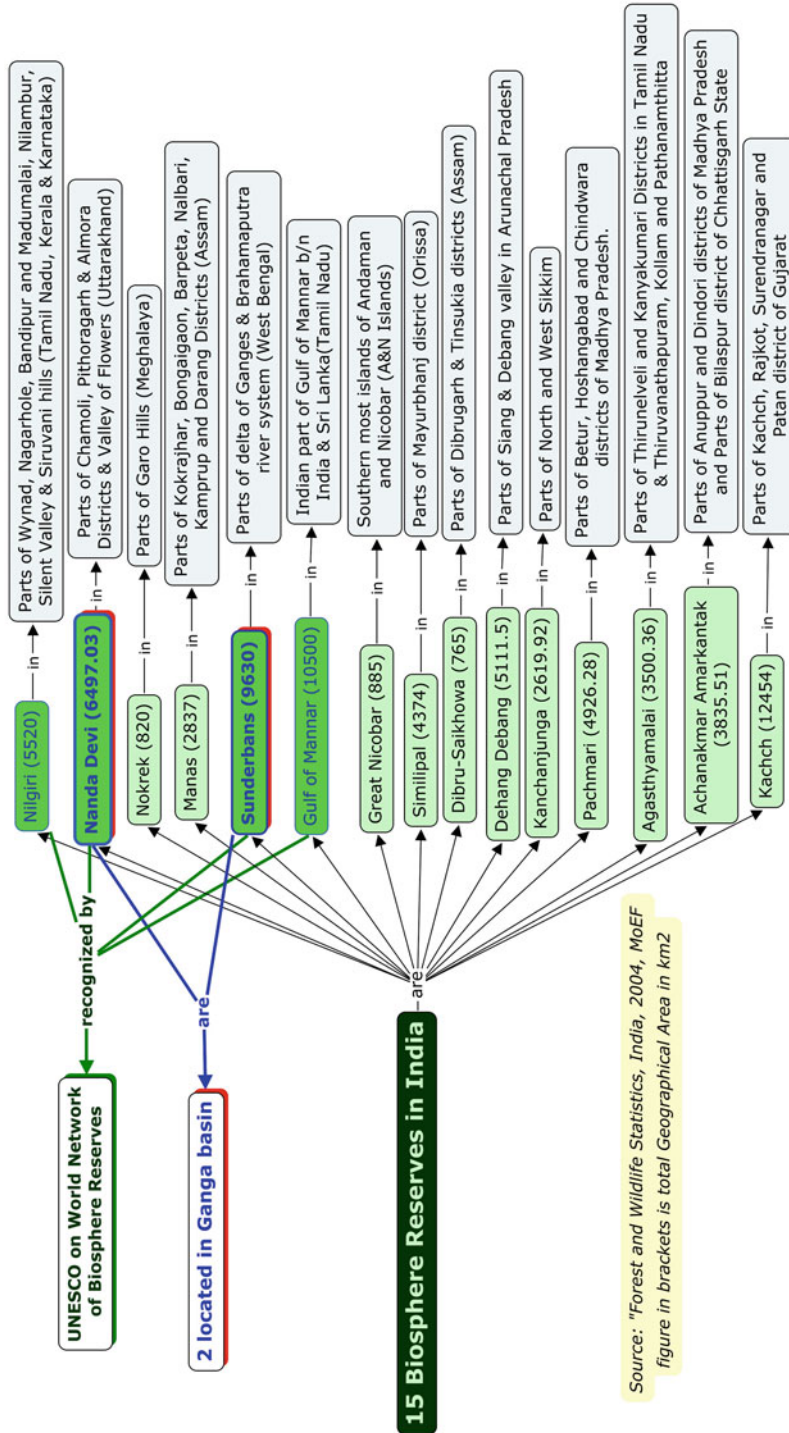 UNESCO on World Network
of Biosphere Reserves
recognized by
2 located in Ganga basin
are
15 Biosphere Reserves in India
are
Nilgiri (5520)
in
Parts of Wynad, Nagarhole, Bandipur and Madumalai, Nilambur,
Silent Valley & Siruvani hills (Tamil Nadu, Kerala & Karnataka)
Nanda Devi (6497.03)
in
Parts of Chamoli, Pithoragarh & Almora
Districts & Valley of Flowers (Uttarakhand)
Nokrek (820)
in
Parts of Garo Hills (Meghalaya)
Manas (2837)
in
Parts of Kokrajhar, Bongaigaon, Barpeta, Nalbari,
Kamprup and Darang Districts (Assam)
Sunderbans (9630)
in
Parts of delta of Ganges & Brahamaputra
river system (West Bengal)
Gulf of Mannar (10500)
in
Indian part of Gulf of Mannar b/n
India & Sri Lanka(Tamil Nadu)
Great Nicobar (885)
in
Southern most islands of Andaman
and Nicobar (A&N Islands)
Similipal (4374)
in
Parts of Mayurbhanj district (Orissa)
Dibru-Saikhowa (765)
in
Parts of Dibrugarh & Tinsukia districts (Assam)
Dehang Debang (5111.5)
in
Parts of Siang & Debang valley in Arunachal Pradesh
Kanchanjunga (2619.92)
in
Parts of North and West Sikkim
Pachmari (4926.28)
in
Parts of Betur, Hoshangabad and Chindwara
districts of Madhya Pradesh.
Agasthyamalai (3500.36)
in
Parts of Thirunelveli and Kanyakumari Districts in Tamil Nadu
& Thiruvanathapuram, Kollam and Pathanamthitta
Achanakmar Amarkantak
(3835.51)
in
Parts of Anuppur and Dindori districts of Madhya Pradesh
and Parts of Bilaspur district of Chhattisgarh State
Kachch (12454)
in
Parts of Kachch, Rajkot, Surendranagar and
Patan district of Gujarat
Source: "Forest and Wildlife Statistics, India, 2004, MoEF
figure in brackets is total Geographical Area in km2